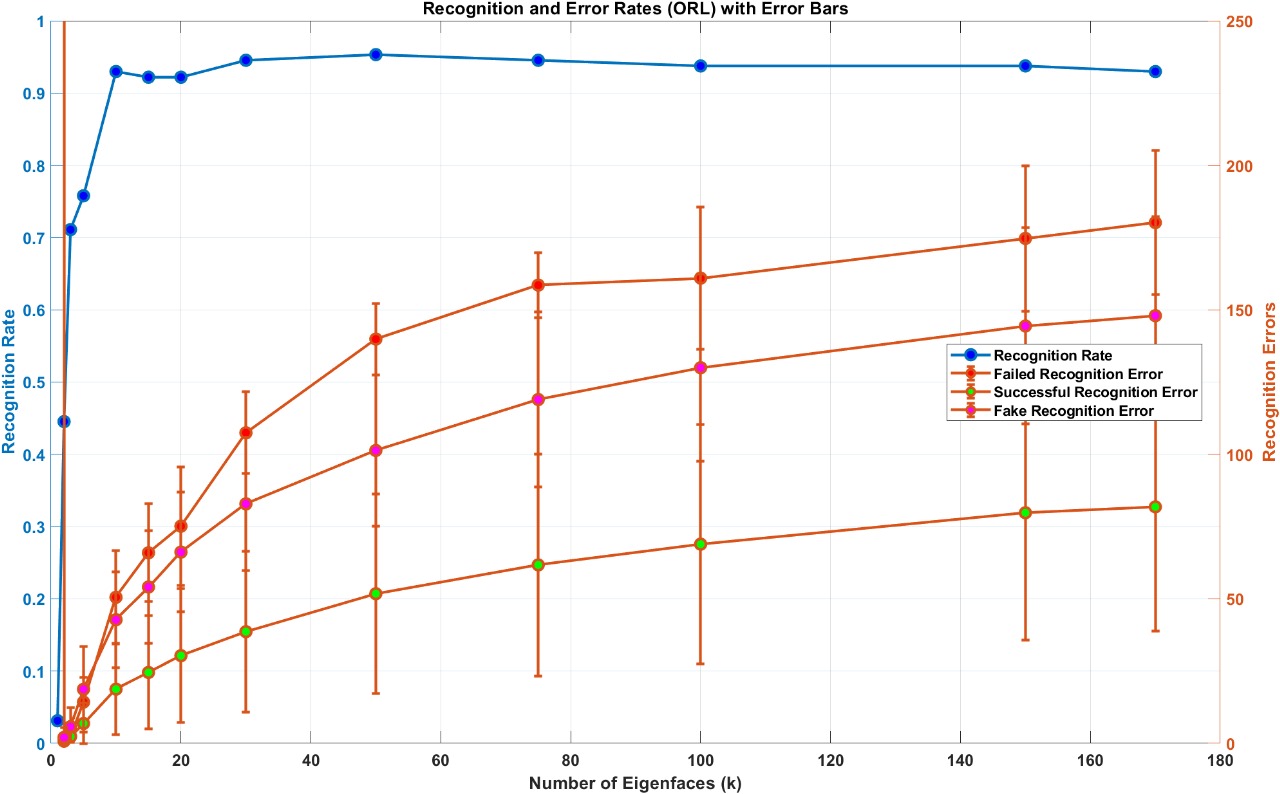 Recognition and Error Rates (ORL) with Error Bars
1
0.9
0.8
0.7
0.6
0.5
0.4
0.3
0.2
0.1
0
Recognition Rate
250
200
150
100
50
0
Recognition Errors
Recognition Rate
Failed Recognition Error
Successful Recognition Error
Fake Recognition Error
0 20 40 60 80 100 120 140 160 180
Number of Eigenfaces (k)